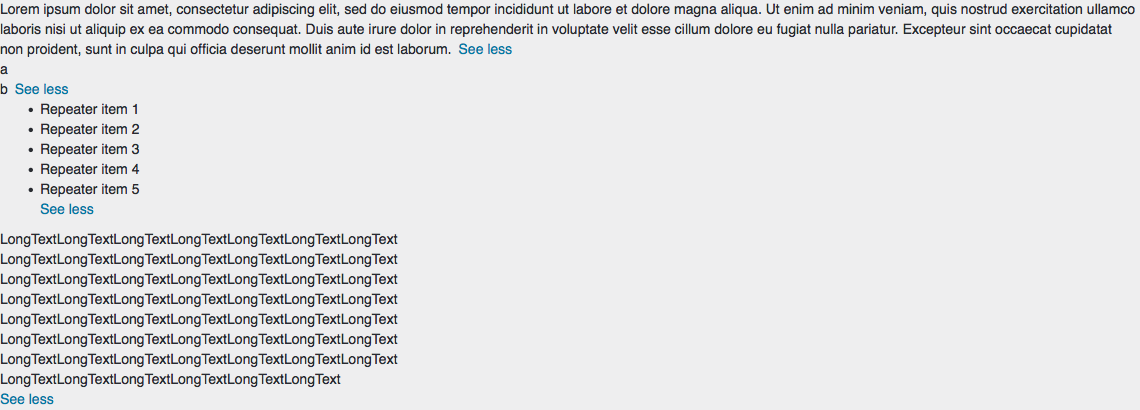 Lorem ipsum dolor sit amet, consectetur adipiscing elit, sed do eiusmod tempor incididunt ut labore et dolore magna aliqua. Ut enim ad minim veniam, quis nostrud exercitation ullamco
laboris nisi ut aliquip ex ea commodo consequat. Duis aute irure dolor in reprehenderit in voluptate velit esse cillum dolore eu fugiat nulla pariatur. Excepteur sint occaecat cupidatat
non proident, sunt in culpa qui officia deserunt mollit anim id est laborum. See less
a
b See less
• Repeater item 1
• Repeater item 2
• Repeater item 3
• Repeater item 4
• Repeater item 5
See less
LongTextLongTextLongTextLongTextLongTextLongTextLongText
LongTextLongTextLongTextLongTextLongTextLongTextLongText
LongTextLongTextLongTextLongTextLongTextLongTextLongText
LongTextLongTextLongTextLongTextLongTextLongTextLongText
LongTextLongTextLongTextLongTextLongTextLongTextLongText
LongTextLongTextLongTextLongTextLongTextLongTextLongText
LongTextLongTextLongTextLongTextLongTextLongTextLongText
LongTextLongTextLongTextLongTextLongTextLongText
See less